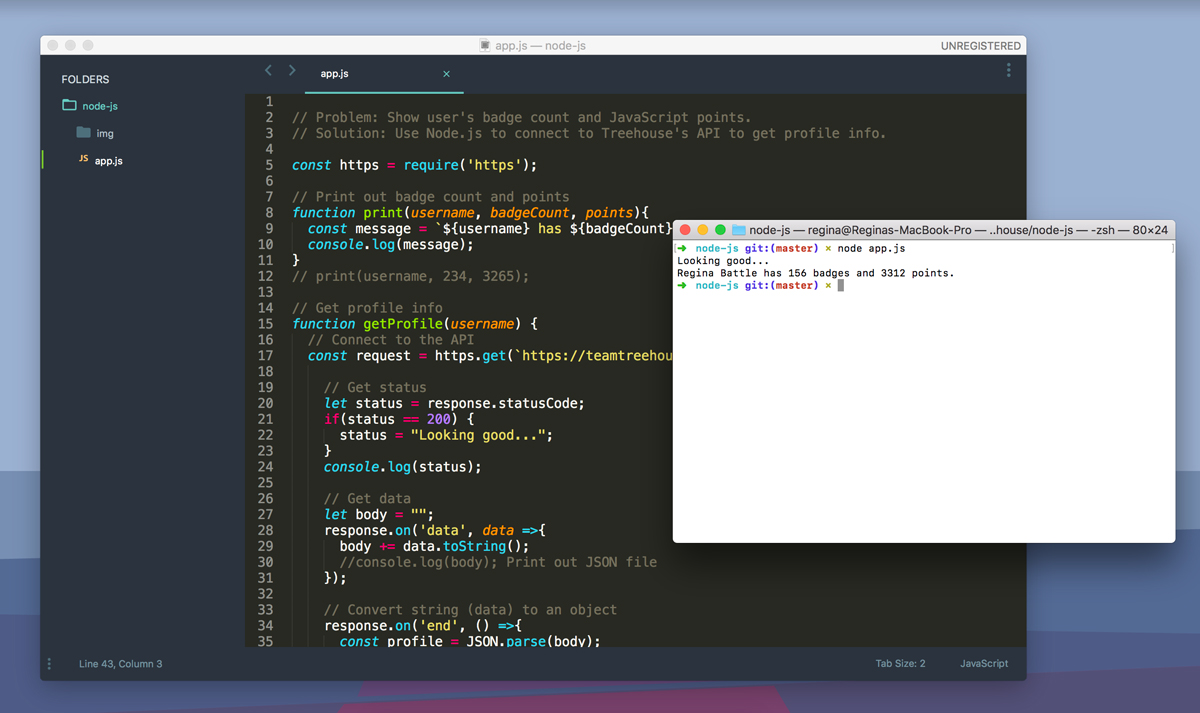 app.js — node-js
UNREGISTERED
FOLDERS
node-js
img
JS app.js
app.js ×
1
2 // Problem: Show user's badge count and JavaScript points.
3 // Solution: Use Node.js to connect to Treehouse's API to get profile info.
4
5 const https = require('https');
6
7 // Print out badge count and points
8 function print(username, badgeCount, points){
9 const message = `${username} has ${badgeCount}
10 console.log(message);
11 }
12 // print(username, 234, 3265);
13
14 // Get profile info
15 function getProfile(username) {
16 // Connect to the API
17 const request = https.get(`https://teamtreehou
18
19 // Get status
20 let status = response.statusCode;
21 if(status == 200) {
22 status = "Looking good...";
23 }
24 console.log(status);
25
26 // Get data
27 let body = "";
28 response.on('data', data =>{
29 body += data.toString();
30 //console.log(body); Print out JSON file
31 });
32
33 // Convert string (data) to an object
34 response.on('end', () =>{
35 const profile = JSON.parse(body);
Line 43, Column 3
Tab Size: 2
JavaScript
node-js — regina@Reginas-MacBook-Pro — ..house/node-js — -zsh — 80×24
➜ node-js git:(master) × node app.js
Looking good...
Regina Battle has 156 badges and 3312 points.
➜ node-js git:(master) ×